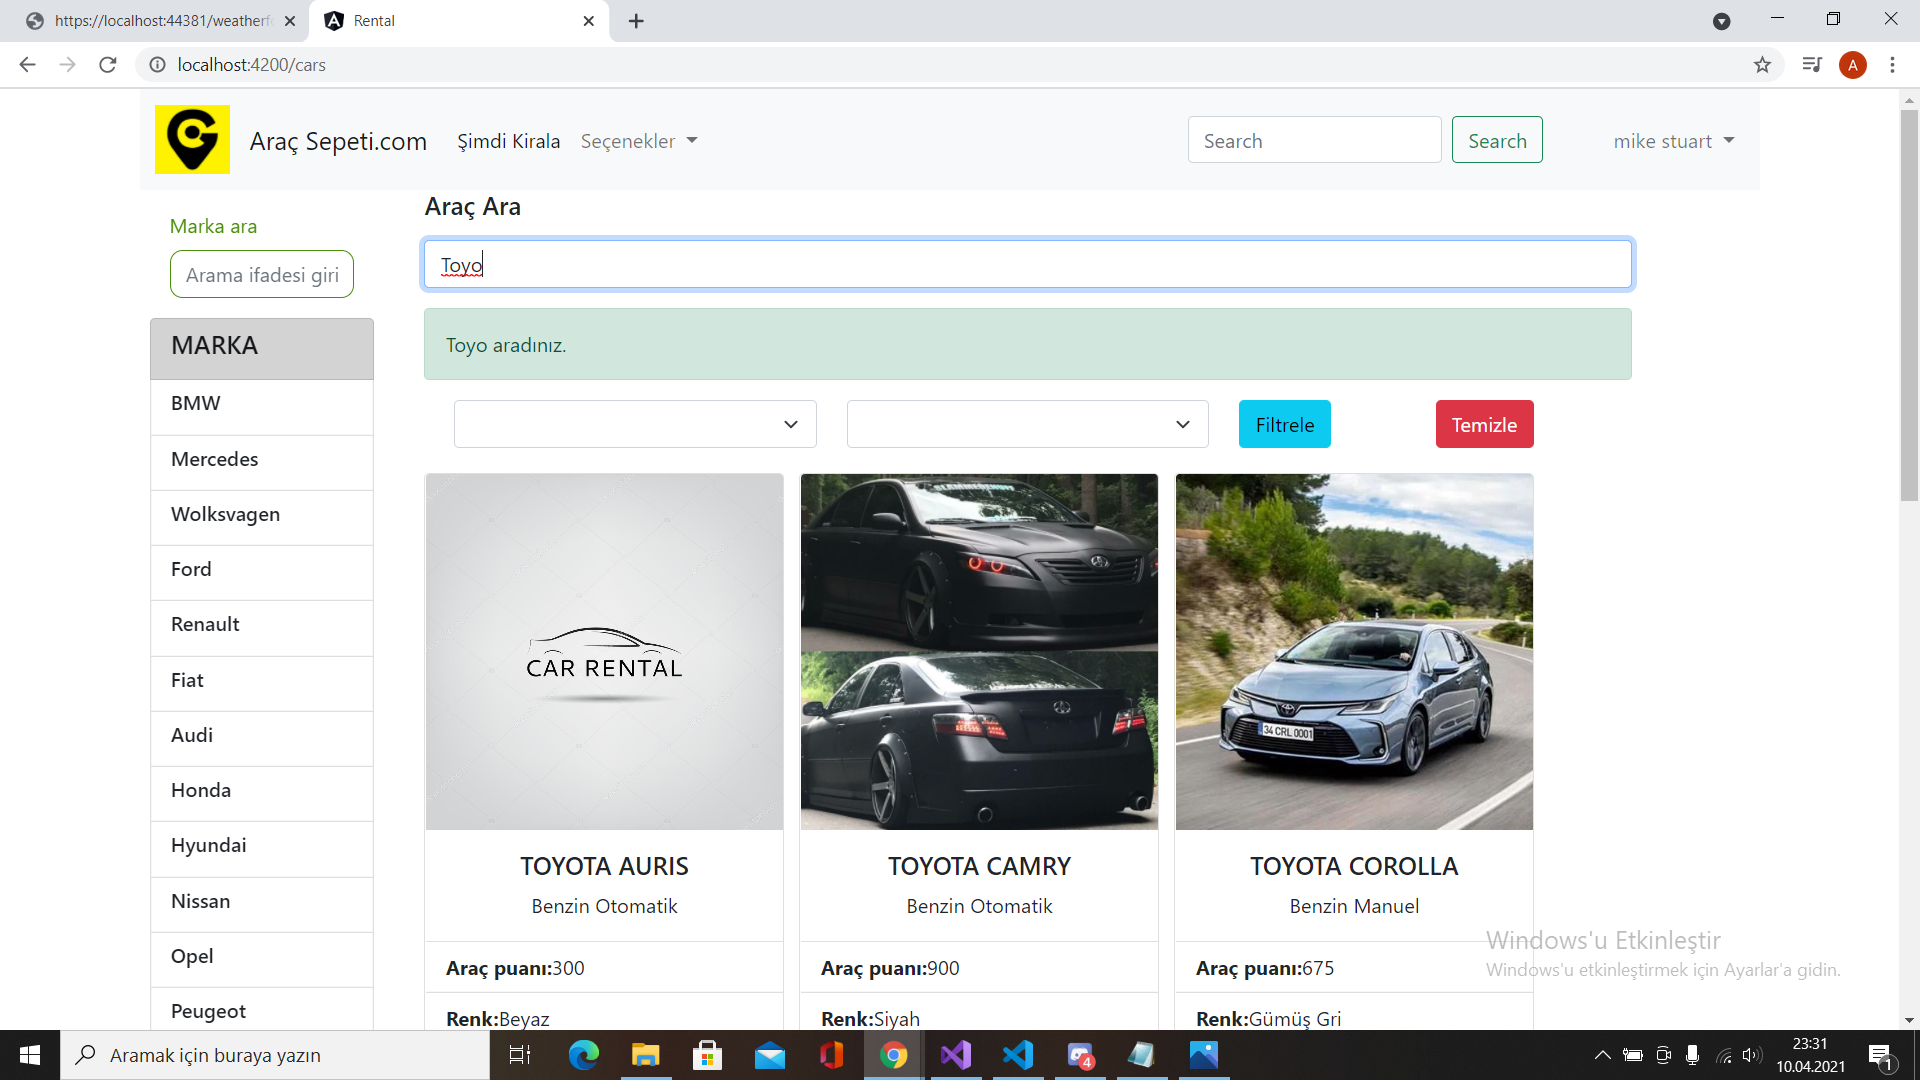 https://localhost:44381/weatherf
Rental
localhost:4200/cars
A
Araç Sepeti.com
Şimdi Kirala
Seçenekler
Search
Search
mike stuart
Marka ara
Arama ifadesi giri
MARKA
BMW
Mercedes
Wolksvagen
Ford
Renault
Fiat
Audi
Honda
Hyundai
Nissan
Opel
Peugeot
Araç Ara
Toyo
Toyo aradınız.
Filtrele
Temizle
CAR RENTAL
34 CRL 0001
TOYOTA AURIS
Benzin Otomatik
Araç puanı:300
Renk:Beyaz
TOYOTA CAMRY
Benzin Otomatik
Araç puanı:900
Renk:Siyah
TOYOTA COROLLA
Benzin Manuel
Araç puanı:675
Renk:Gümüş Gri
Windows'u Etkinleştir
Windows'u etkinleştirmek için Ayarlar'a gidin.
Aramak için buraya yazın
4
23:31
10.04.2021
1